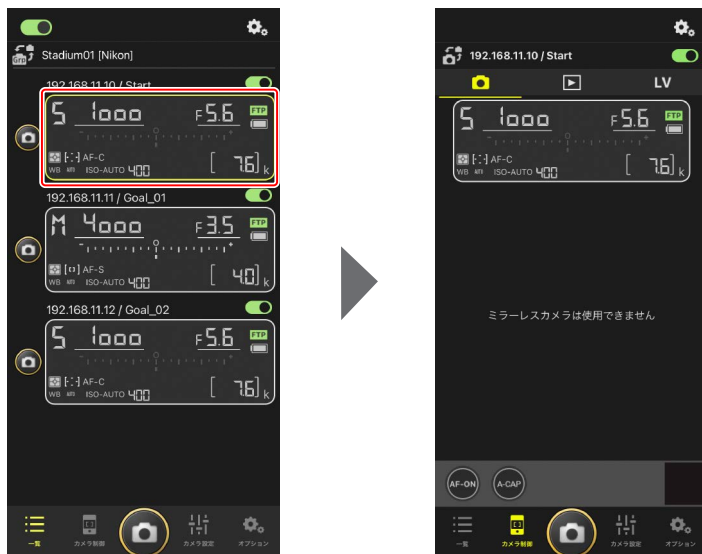 Grp Stadium01 [Nikon]
192.168.11.10 / Start
S 1000 F5.6 FTP
AF-C
WB ISO-AUTO 400 [ 7.6] k
192.168.11.11 / Goal_01
M 4000 F3.5 FTP
AF-S
WB ISO-AUTO 400 [ 4.0] k
192.168.11.12 / Goal_02
S 1000 F5.6 FTP
AF-C
WB ISO-AUTO 400 [ 7.6] k
一覧 カメラ制御 カメラ設定 オプション
192.168.11.10 / Start
LV
S 1000 F5.6 FTP
AF-C
WB ISO-AUTO 400 [ 7.6] k
ミラーレスカメラは使用できません
AF-ON A-CAP
一覧 カメラ制御 カメラ設定 オプション